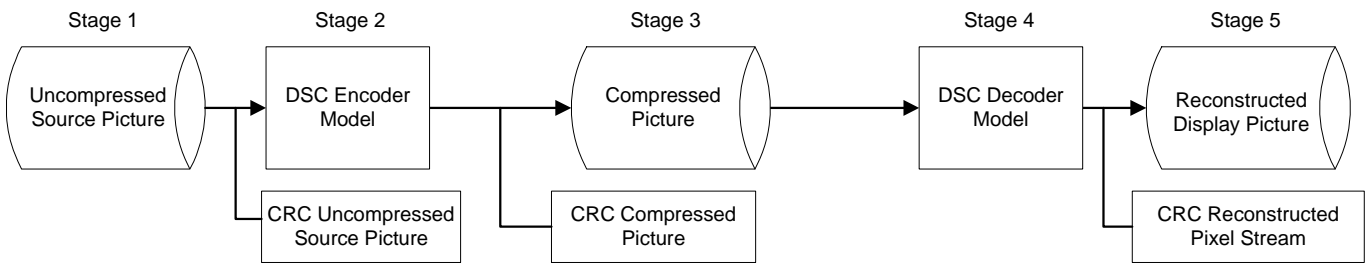 Stage 1
Stage 2
Stage 3
Stage 4
Stage 5
Uncompressed
Source Picture
DSC Encoder
Model
Compressed
Picture
DSC Decoder
Model
Reconstructed
Display Picture
CRC Uncompressed
Source Picture
CRC Compressed
Picture
CRC Reconstructed
Pixel Stream